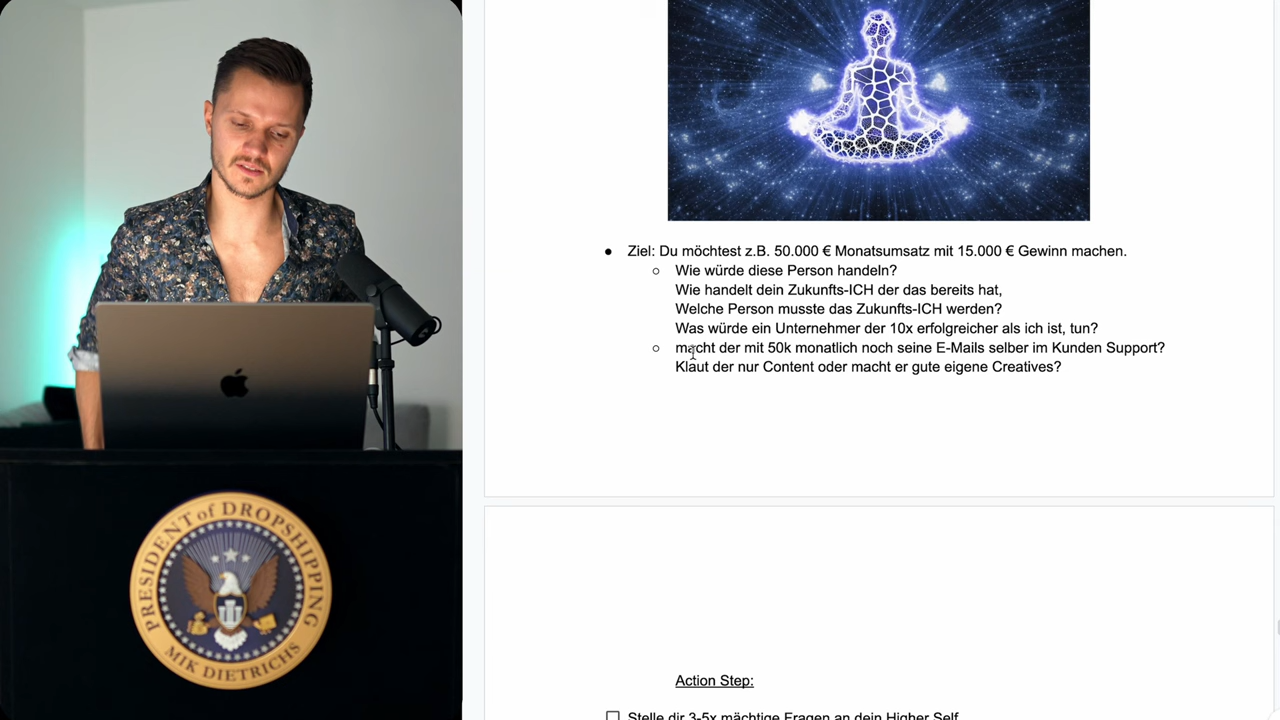 Ziel: Du möchtest z.B. 50.000 € Monatsumsatz mit 15.000 € Gewinn machen.
Wie würde diese Person handeln?
Wie handelt dein Zukunfts-ICH der das bereits hat,
Welche Person musste das Zukunfts-ICH werden?
Was würde ein Unternehmer der 10x erfolgreicher als ich ist, tun?
macht der mit 50k monatlich noch seine E-Mails selber im Kunden Support?
Klaut der nur Content oder macht er gute eigene Creatives?
Action Step:
Stelle dir 3-5x mächtige Fragen an dein Higher Self
PRESIDENT of DROPSHIPPING
MIK DIETRICHS